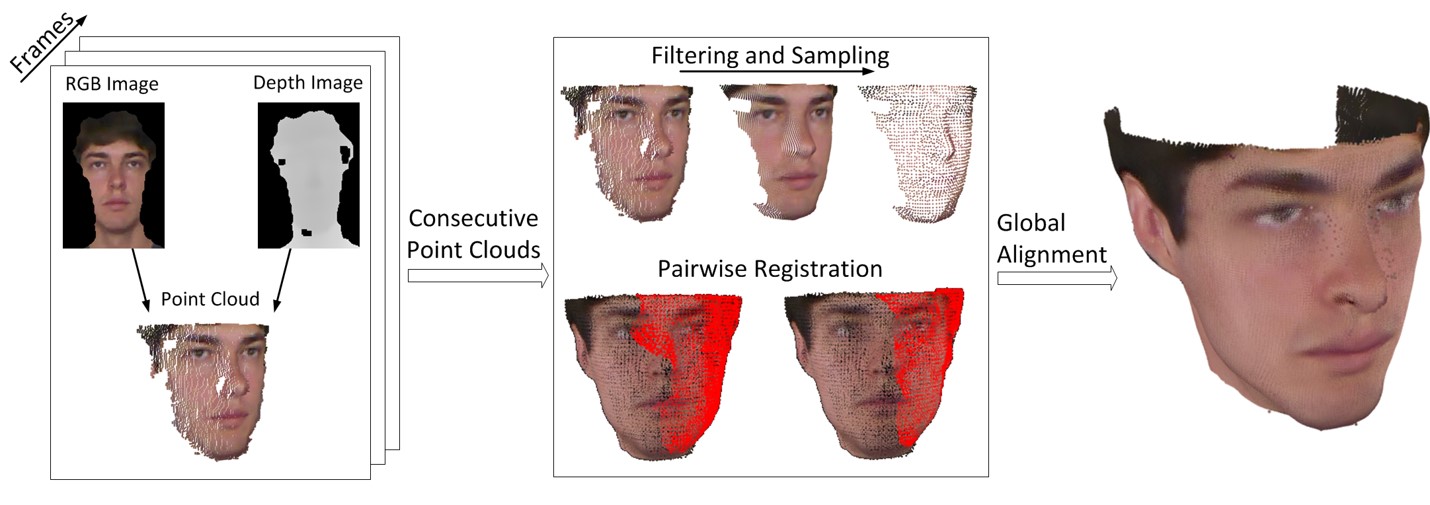 Frames
RGB Image
Depth Image
Point Cloud
Consecutive
Point Clouds
Filtering and Sampling
Pairwise Registration
Global
Alignment